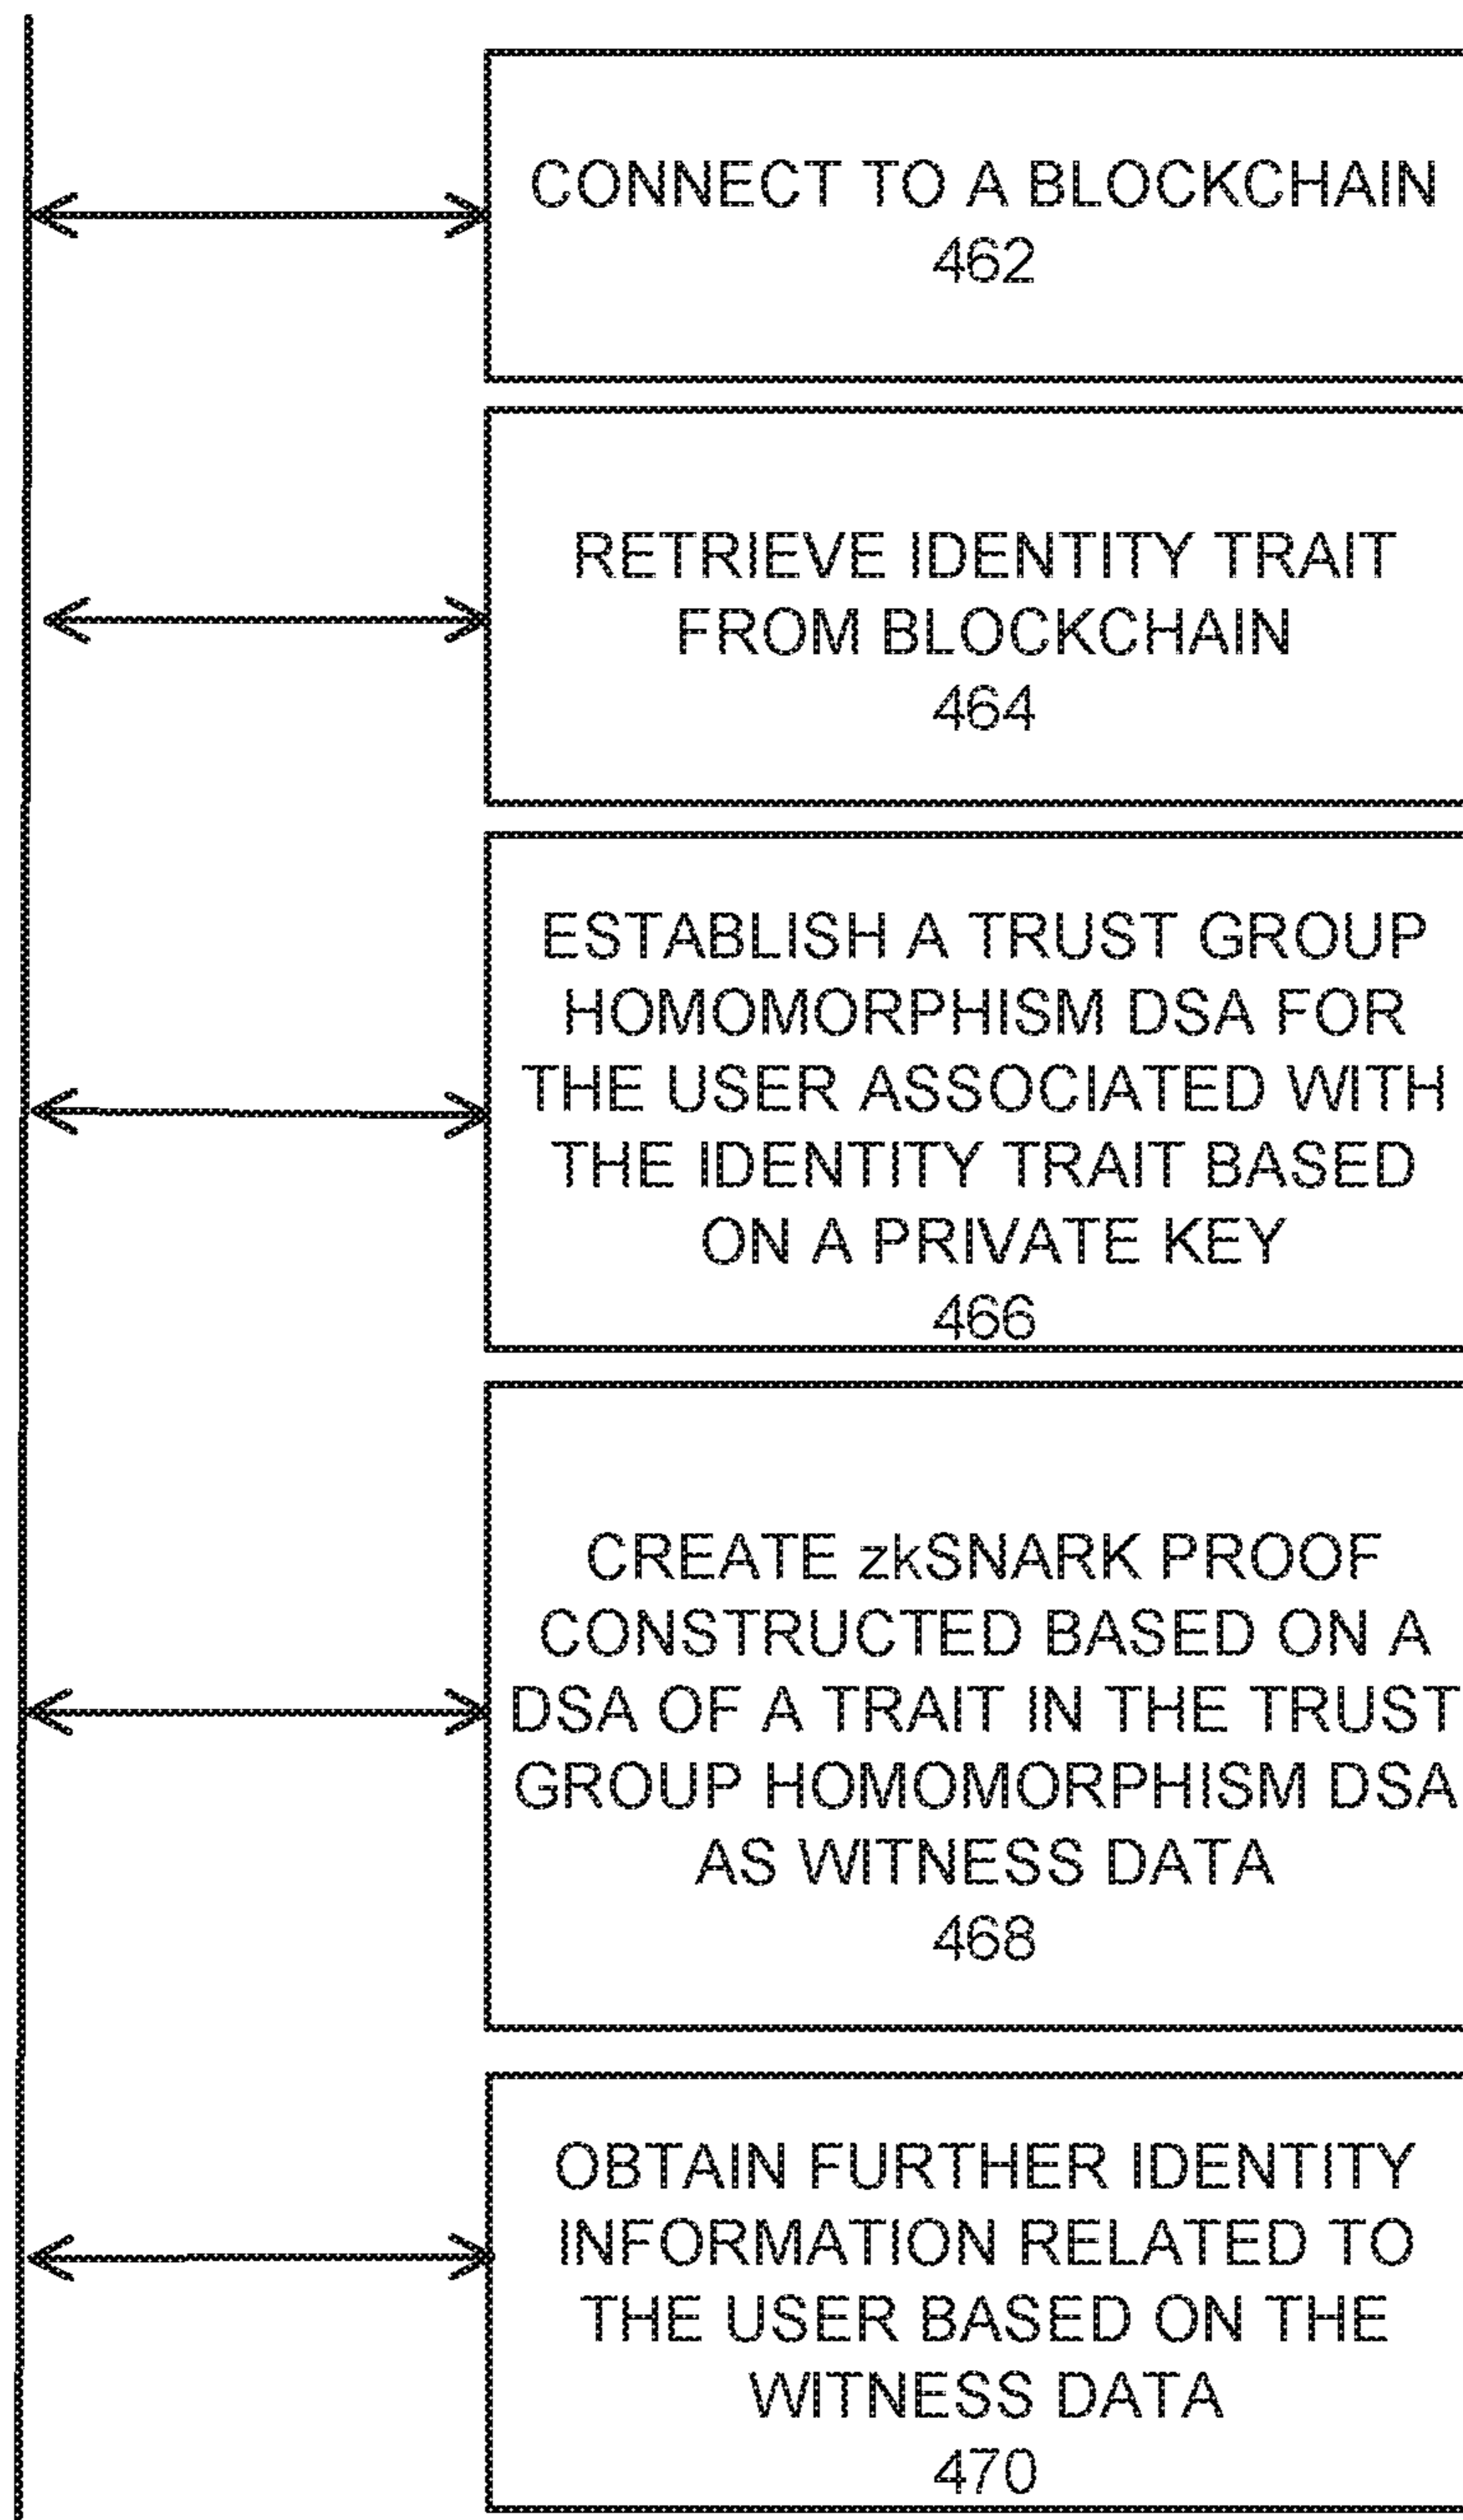 CONNECT TO A BLOCKCHAIN
462
RETRIEVE IDENTITY TRAIT
FROM BLOCKCHAIN
464
ESTABLISH A TRUST GROUP
HOMOMORPHISM DSA FOR
THE USER ASSOCIATED WITH
THE IDENTITY TRAIT BASED
ON A PRIVATE KEY
466
CREATE zkSNARK PROOF
CONSTRUCTED BASED ON A
DSA OF A TRAIT IN THE TRUST
GROUP HOMOMORPHISM DSA
AS WITNESS DATA
468
OBTAIN FURTHER IDENTITY
INFORMATION RELATED TO
THE USER BASED ON THE
WITNESS DATA
470